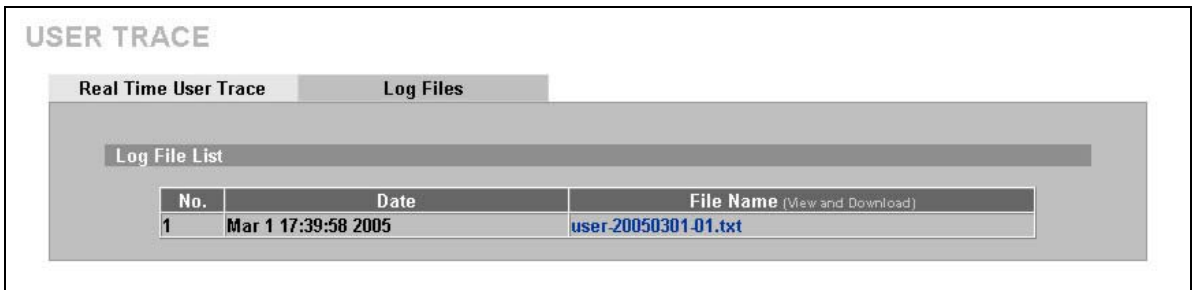 USER TRACE
Real Time User Trace Log Files
Log File List
No. Date File Name (View and Download)
1 Mar 1 17:39:58 2005 user-20050301-01.txt